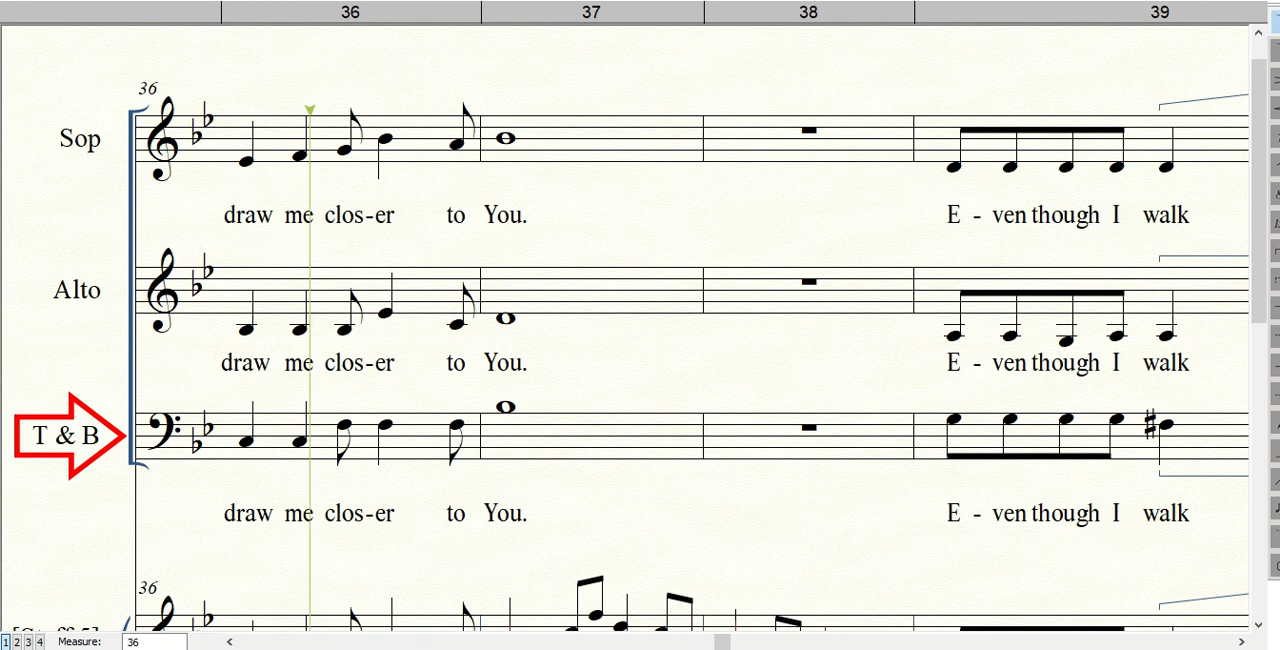 36 37 38 39
36
Sop
draw me clos-er to You. E - ven though I walk
Alto
draw me clos-er to You. E - ven though I walk
T & B
draw me clos-er to You. E - ven though I walk
36
1 2 3 4 Measure: 36